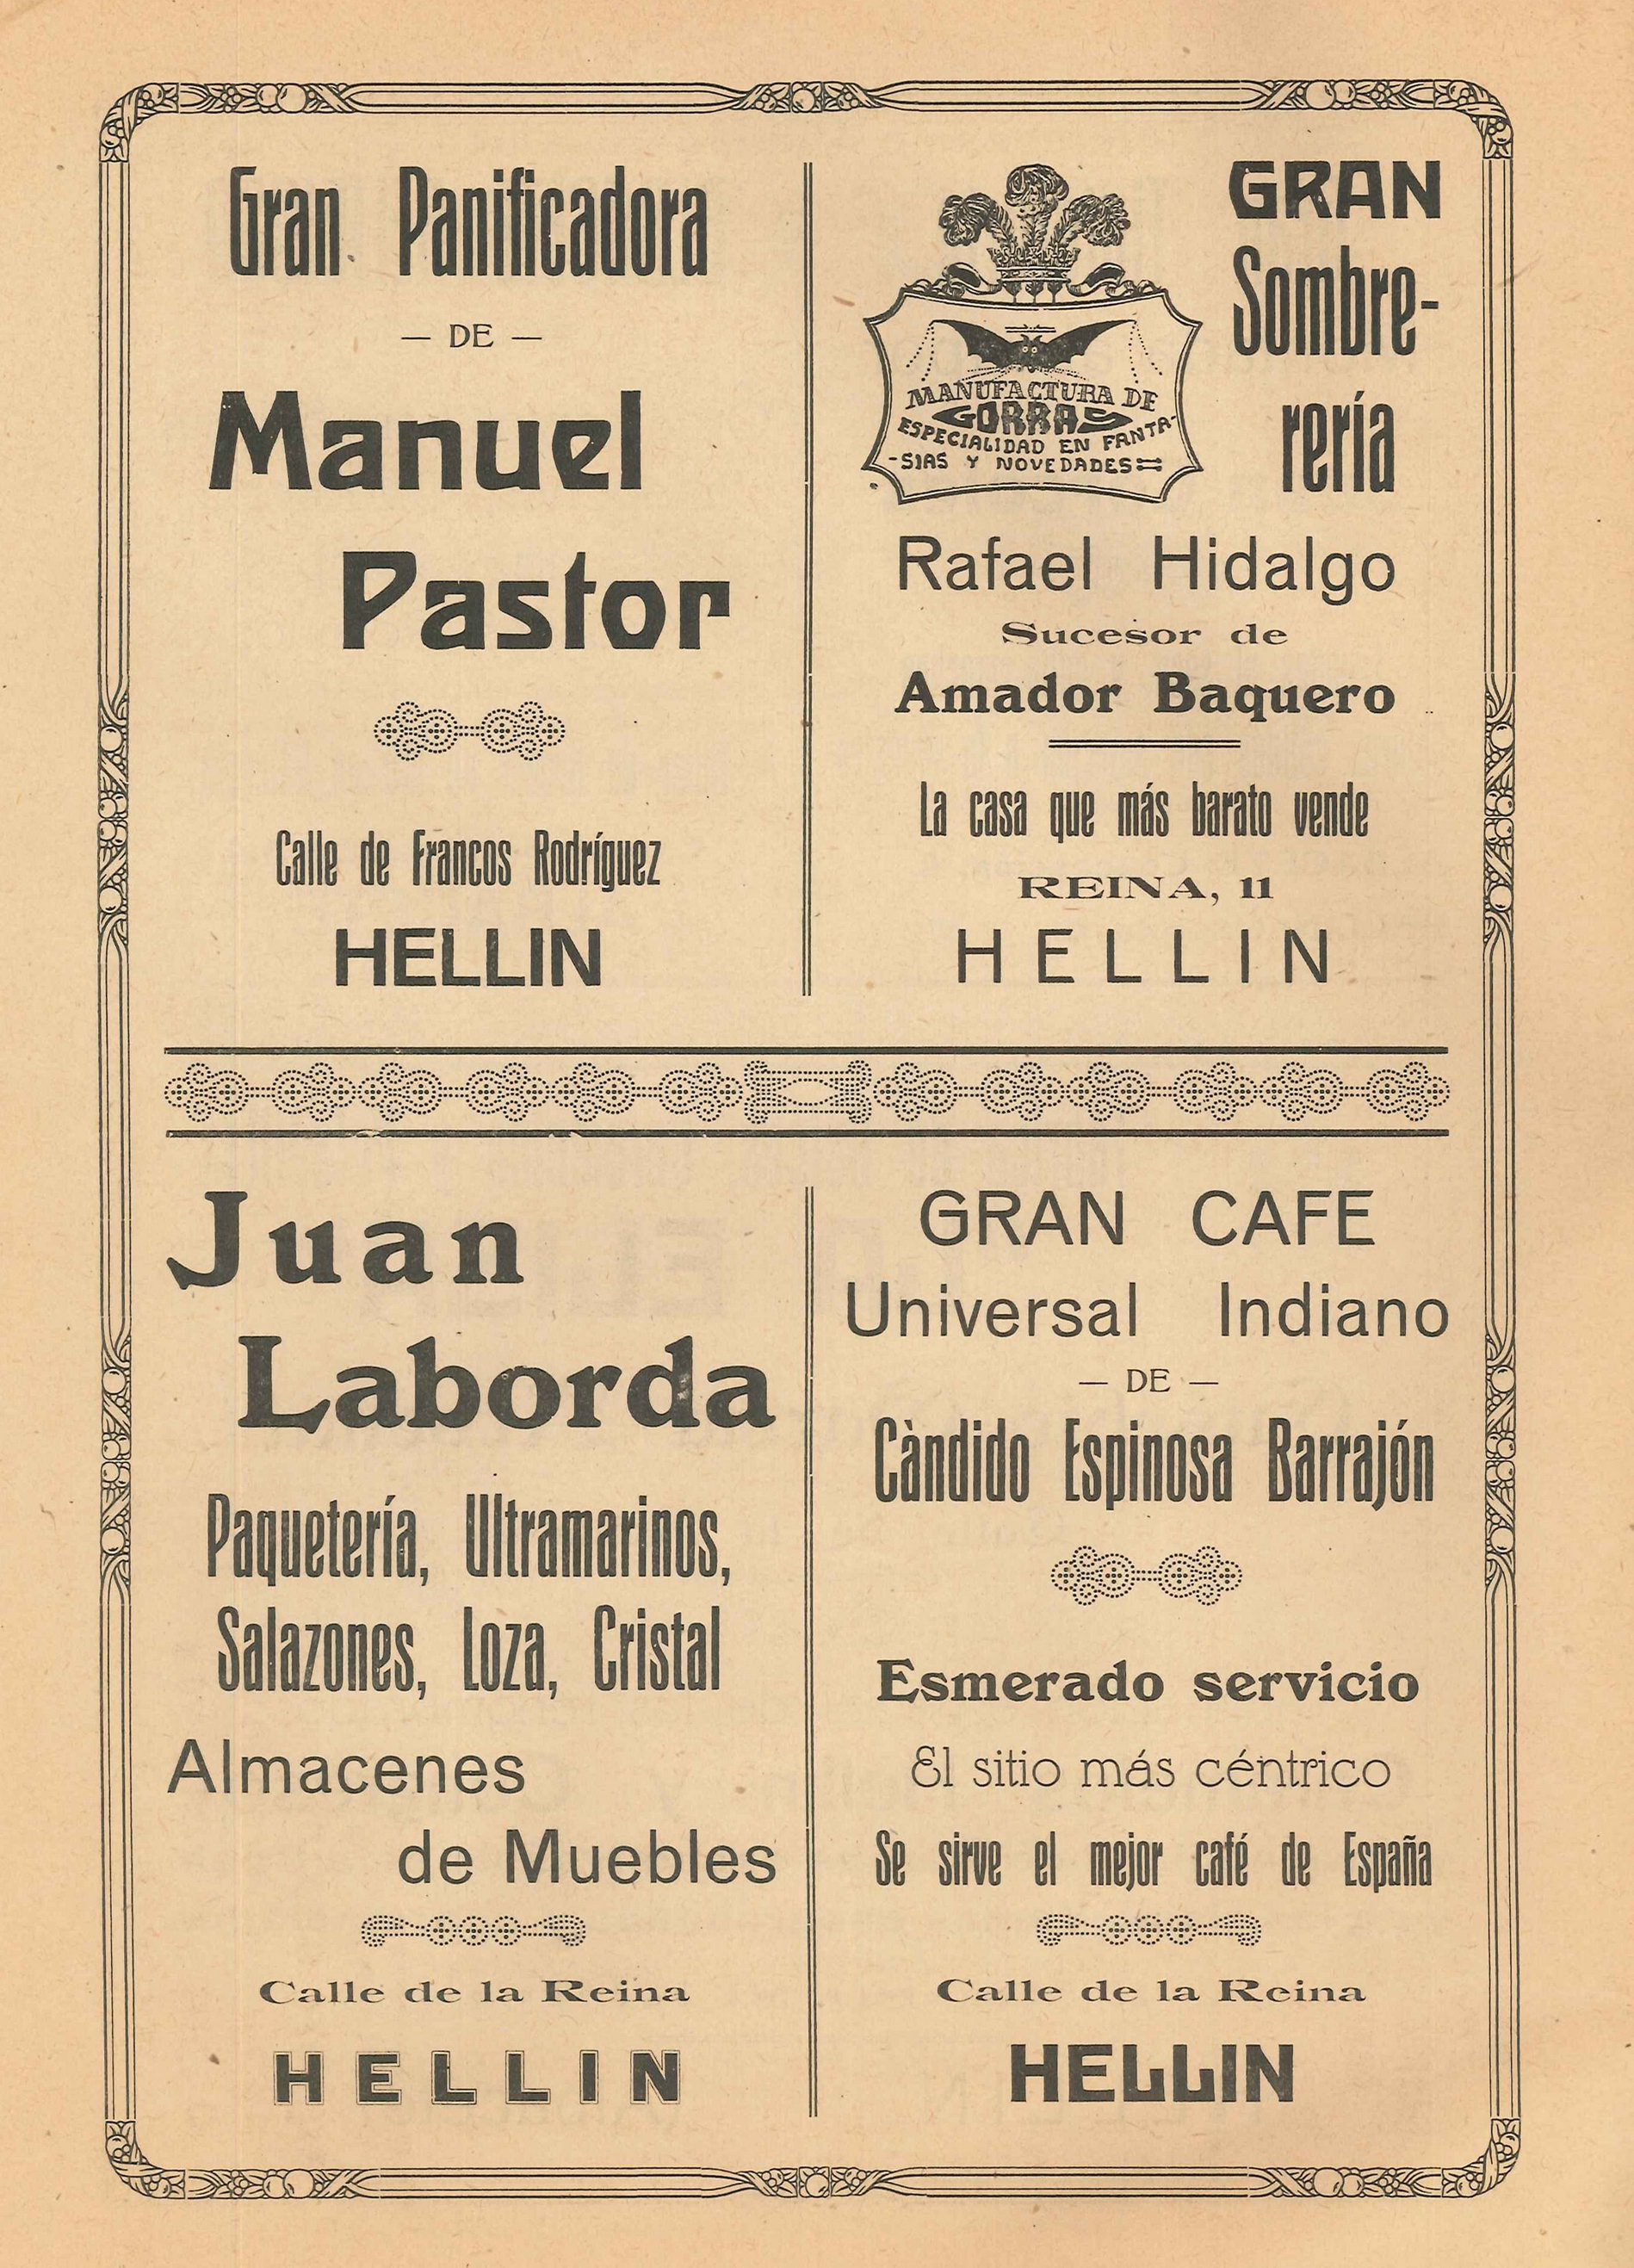 Gran Panificadora
— DE —
Manuel
Pastor
Calle de Francos Rodríguez
HELLIN
GRAN
Sombre-
rería
MANUFACTURA DE
GORRAS
ESPECIALIDAD EN FANTA-
-SIAS Y NOVEDADES
Rafael Hidalgo
Sucesor de
Amador Baquero
La casa que más barato vende
REINA, 11
HELLIN
Juan
Laborda
Paquetería, Ultramarinos,
Salazones, Loza, Cristal
Almacenes
de Muebles
Calle de la Reina
HELLIN
GRAN CAFE
Universal Indiano
— DE —
Càndido Espinosa Barrajón
Esmerado servicio
El sitio más céntrico
Se sirve el mejor café de España
Calle de la Reina
HELLIN